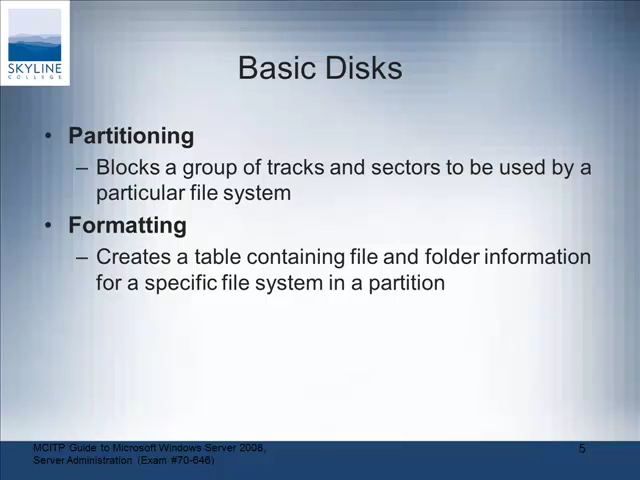 SKYLINE
COLLEGE
Basic Disks
• Partitioning
– Blocks a group of tracks and sectors to be used by a
particular file system
• Formatting
– Creates a table containing file and folder information
for a specific file system in a partition
MCITP Guide to Microsoft Windows Server 2008,
Server Administration (Exam #70-646)
5